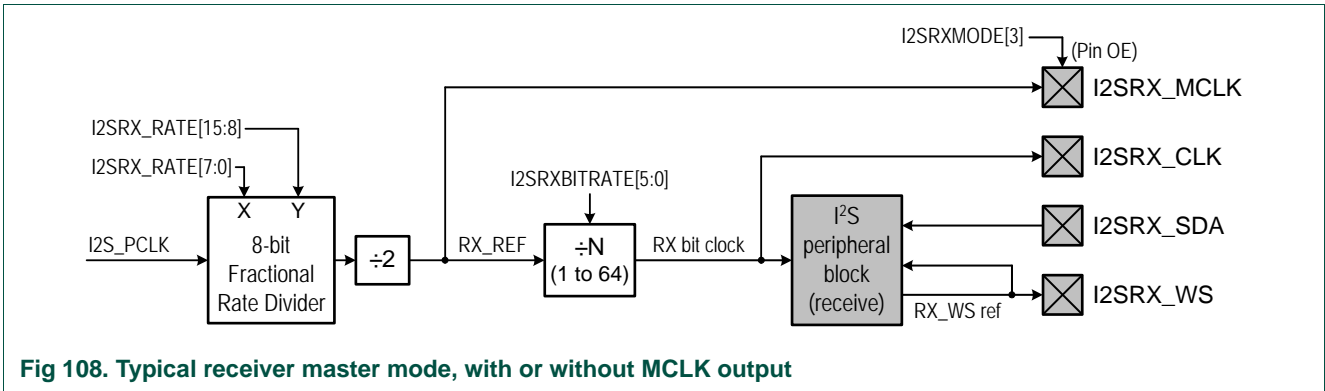 I2SRXMODE[3]
(Pin OE)
I2SRX_MCLK
I2SRX_RATE[15:8]
I2SRX_RATE[7:0]
I2SRX_CLK
I2SRXBITRATE[5:0]
X Y
8-bit
Fractional
Rate Divider
I2S_PCLK
÷2
RX_REF
÷N
(1 to 64)
RX bit clock
I²S
peripheral
block
(receive)
I2SRX_SDA
RX_WS ref
I2SRX_WS
Fig 108. Typical receiver master mode, with or without MCLK output